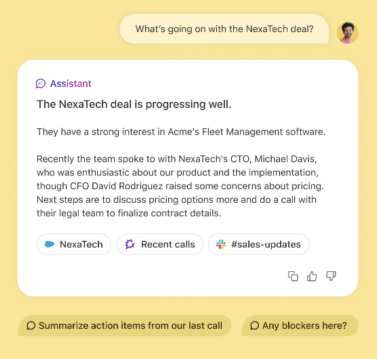 What's going on with the NexaTech deal?
Assistant
The NexaTech deal is progressing well.
They have a strong interest in Acme's Fleet Management software.
Recently the team spoke to with NexaTech's CTO, Michael Davis,
who was enthusiastic about our product and the implementation,
though CFO David Rodriguez raised some concerns about pricing.
Next steps are to discuss pricing options more and do a call with
their legal team to finalize contract details.
NexaTech
Recent calls
#sales-updates
Summarize action items from our last call
Any blockers here?